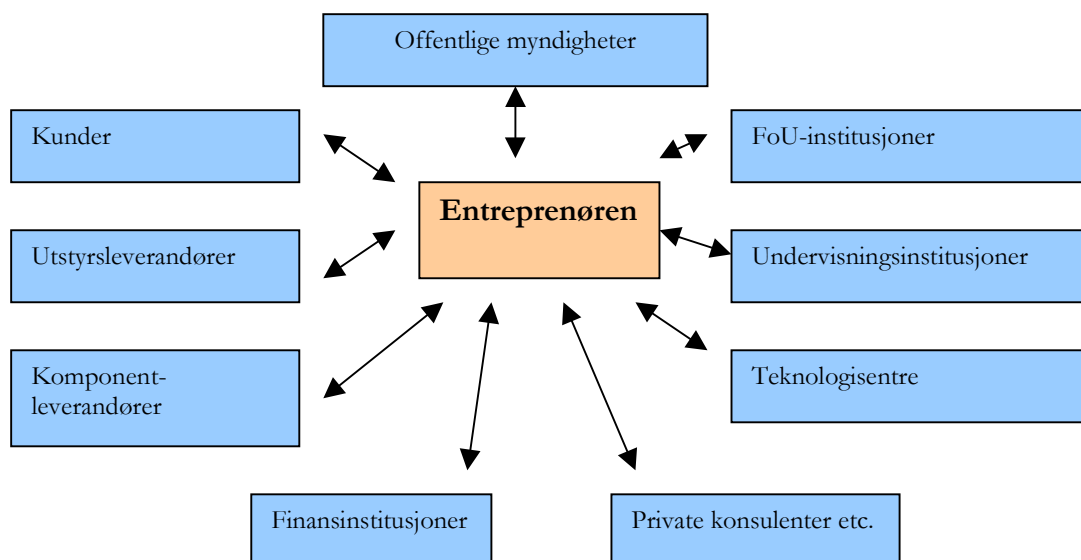 Offentlige myndigheter
Kunder
FoU-institusjoner
Entreprenøren
Utstyrsleverandører
Undervisningsinstitusjoner
Komponent-
leverandører
Teknologisentre
Finansinstitusjoner
Private konsulenter etc.